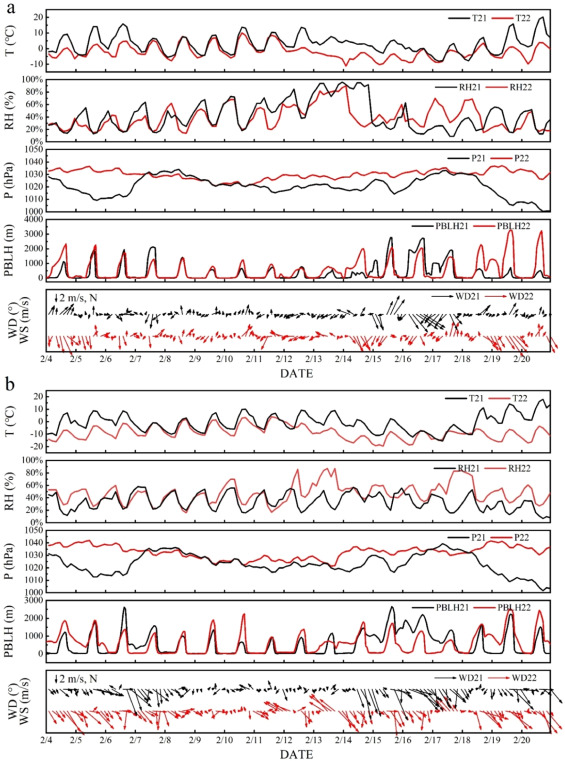 a
T (°C)
20
10
0
-10
T21 T22
RH (%)
100%
80%
60%
40%
20%
RH21 RH22
P (hPa)
1050
1040
1030
1020
1010
1000
P21 P22
PBLH (m)
4000
3000
2000
1000
0
PBLH21 PBLH22
WD (°)
WS (m/s)
2 m/s, N
WD21 WD22
2/4 2/5 2/6 2/7 2/8 2/9 2/10 2/11 2/12 2/13 2/14 2/15 2/16 2/17 2/18 2/19 2/20
DATE
b
T (°C)
20
10
0
-10
-20
T21 T22
RH (%)
100%
80%
60%
40%
20%
0%
RH21 RH22
P (hPa)
1050
1040
1030
1020
1010
1000
P21 P22
PBLH (m)
3000
2000
1000
0
PBLH21 PBLH22
WD (°)
WS (m/s)
2 m/s, N
WD21 WD22
2/4 2/5 2/6 2/7 2/8 2/9 2/10 2/11 2/12 2/13 2/14 2/15 2/16 2/17 2/18 2/19 2/20
DATE